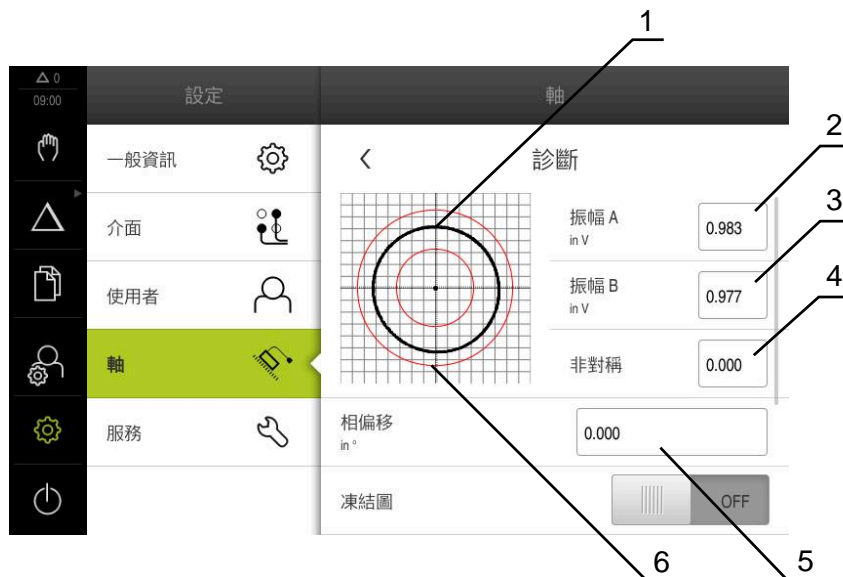 1
△ 0
09:00
設定
軸
2
一般資訊
診斷
3
振幅 A
in V
0.983
介面
4
振幅 B
in V
0.977
使用者
非對稱
0.000
軸
相偏移
in °
0.000
服務
凍結圖
OFF
6
5